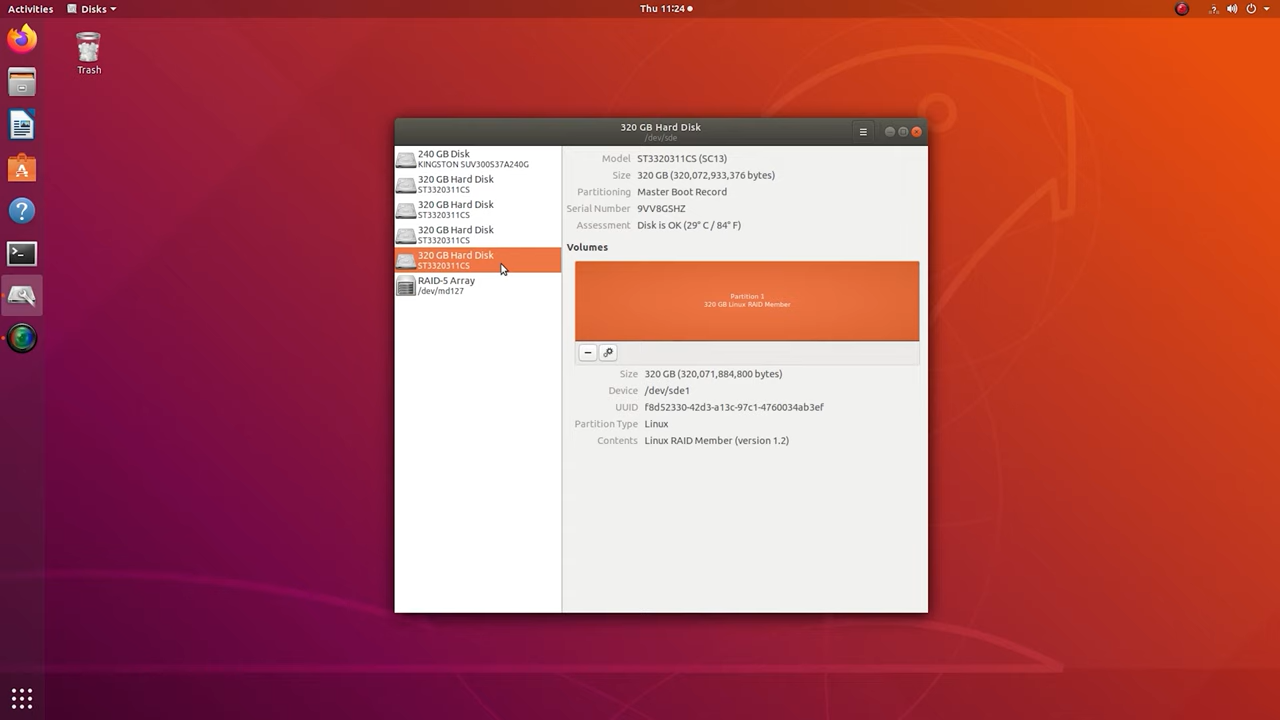 Activities
Disks
Thu 11:24
Trash
320 GB Hard Disk
/dev/sde
240 GB Disk
KINGSTON SUV300S37A240G
320 GB Hard Disk
ST3320311CS
320 GB Hard Disk
ST3320311CS
320 GB Hard Disk
ST3320311CS
320 GB Hard Disk
ST3320311CS
RAID-5 Array
/dev/md127
Model ST3320311CS (SC13)
Size 320 GB (320,072,933,376 bytes)
Partitioning Master Boot Record
Serial Number 9VV8GSHZ
Assessment Disk is OK (29° C / 84° F)
Volumes
Partition 1
320 GB Linux RAID Member
Size 320 GB (320,071,884,800 bytes)
Device /dev/sde1
UUID f8d52330-42d3-a13c-97c1-4760034ab3ef
Partition Type Linux
Contents Linux RAID Member (version 1.2)